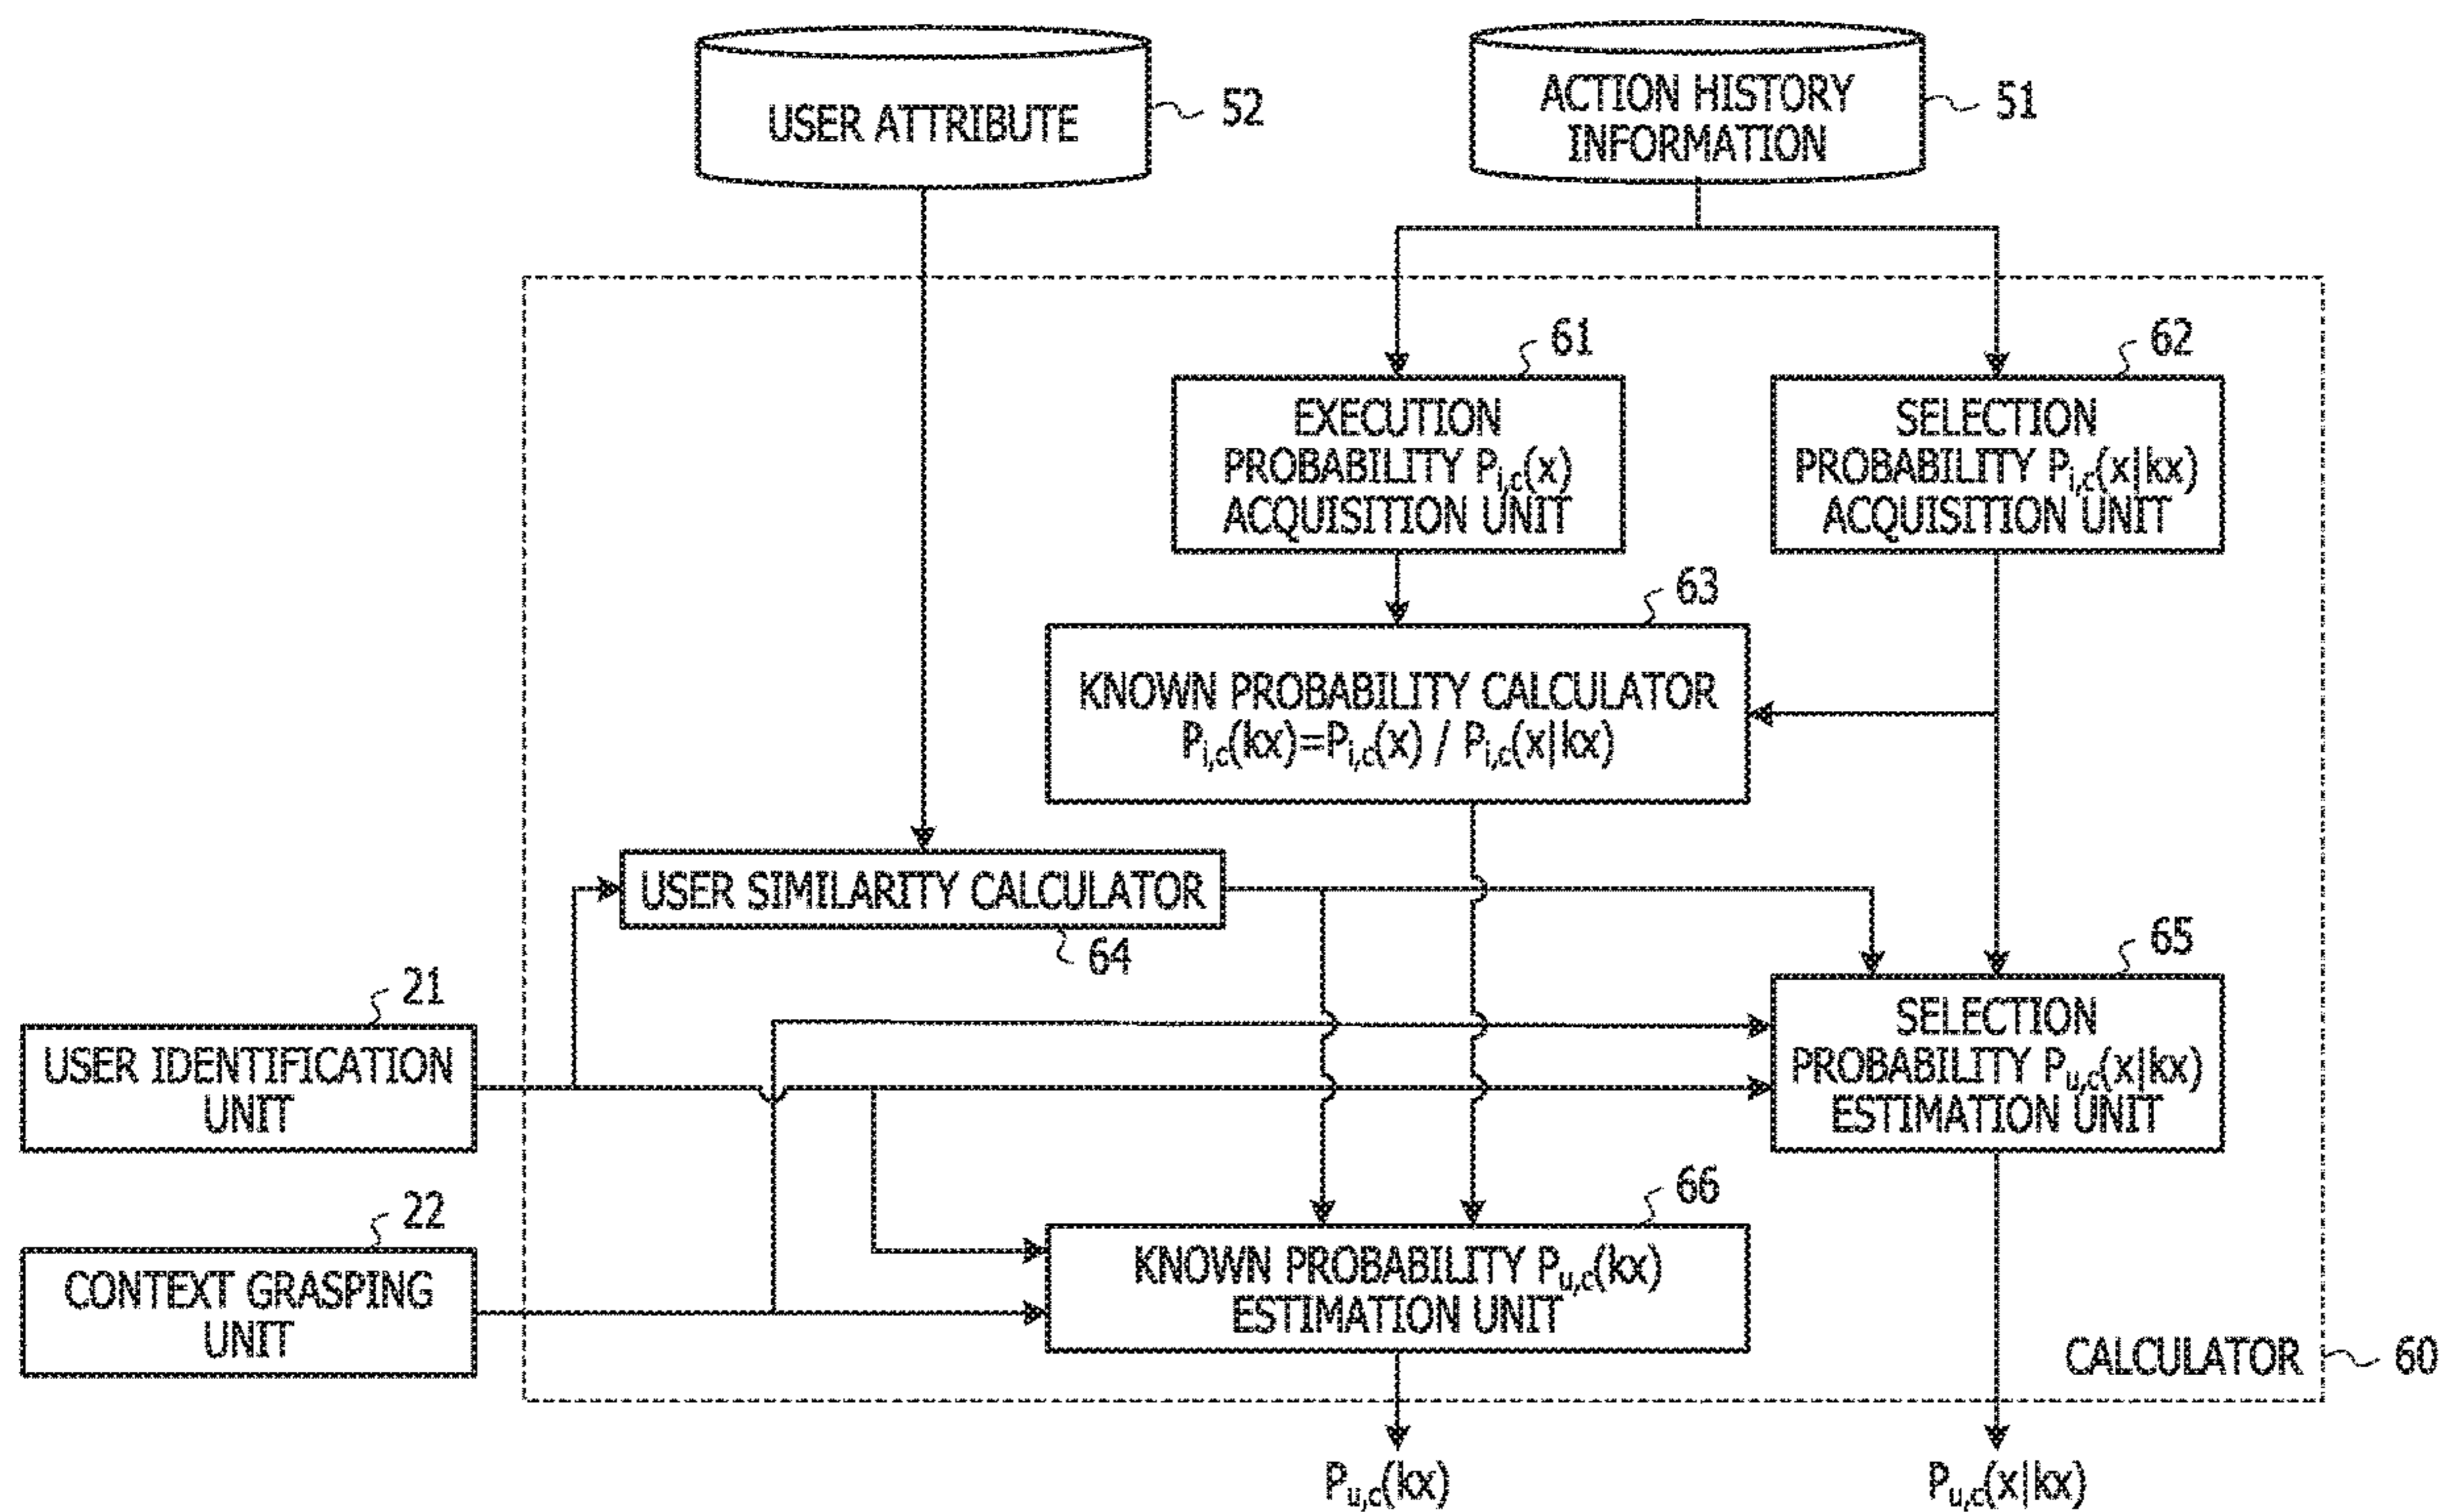 USER ATTRIBUTE
52
ACTION HISTORY
INFORMATION
51
61
EXECUTION
PROBABILITY Pi,c(x)
ACQUISITION UNIT
62
SELECTION
PROBABILITY Pi,c(x|kx)
ACQUISITION UNIT
63
KNOWN PROBABILITY CALCULATOR
Pi,c(kx)=Pi,c(x) / Pi,c(x|kx)
USER SIMILARITY CALCULATOR
64
65
SELECTION
PROBABILITY Pu,c(x|kx)
ESTIMATION UNIT
21
USER IDENTIFICATION
UNIT
66
KNOWN PROBABILITY Pu,c(kx)
ESTIMATION UNIT
22
CONTEXT GRASPING
UNIT
CALCULATOR
60
Pu,c(kx)
Pu,c(x|kx)